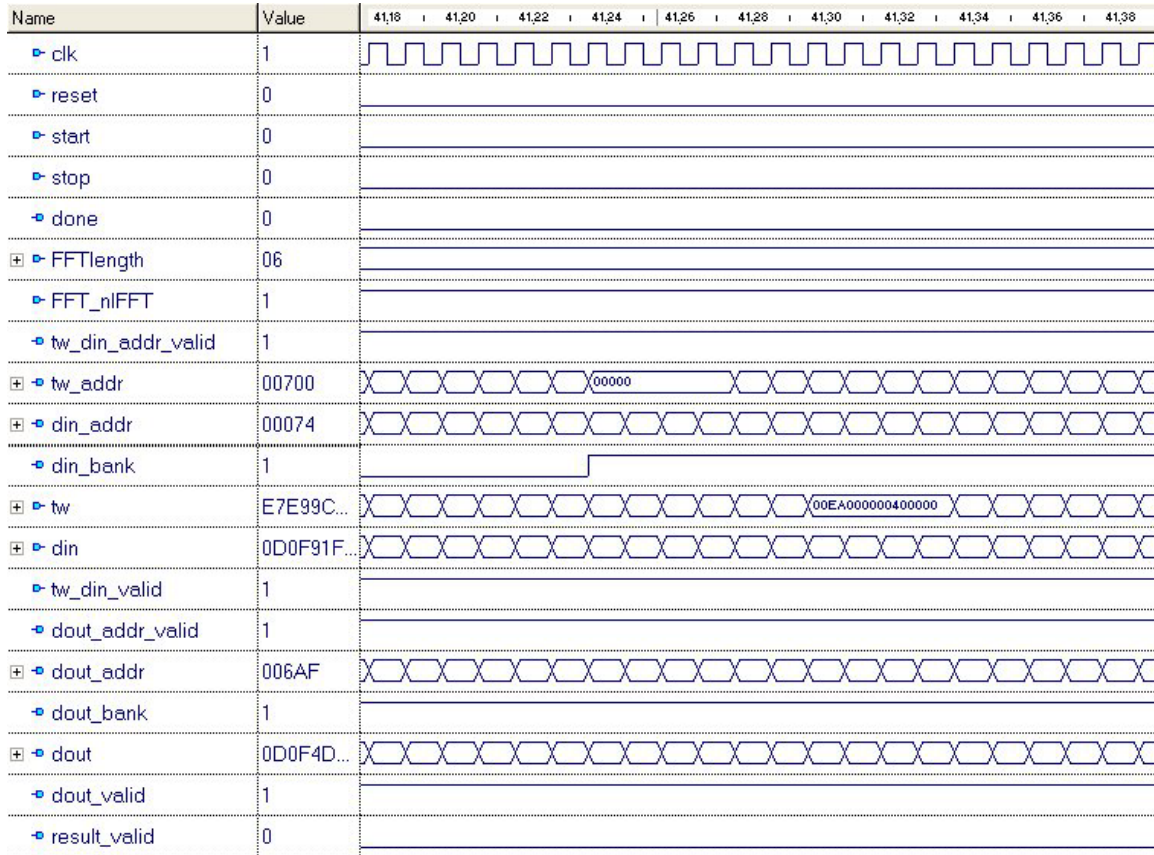 Name Value 41,18 41,20 41,22 41,24 41,26 41,28 41,30 41,32 41,34 41,36 41,38
clk 1
reset 0
start 0
stop 0
done 0
FFTlength 06
FFT_nIFFT 1
tw_din_addr_valid 1
tw_addr 00700 00000
din_addr 00074
din_bank 1
tw E7E99C... 00EA000000400000
din 0D0F91F...
tw_din_valid 1
dout_addr_valid 1
dout_addr 006AF
dout_bank 1
dout 0D0F4D...
dout_valid 1
result_valid 0